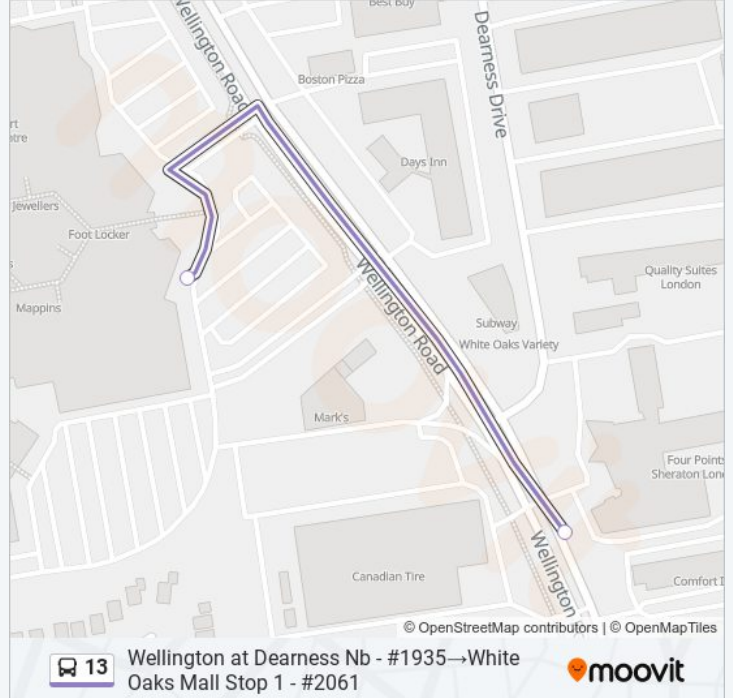 Best Buy
Wellington Road
Dearness Drive
Boston Pizza
rt
tre
Days Inn
Jewellers
Foot Locker
Wellington Road
Quality Suites
London
Mappins
Subway
White Oaks Variety
Mark's
Four Points
Sheraton Lon
Wellington
Canadian Tire
Comfort I
© OpenStreetMap contributors | © OpenMapTiles
13
Wellington at Dearness Nb - #1935→White
Oaks Mall Stop 1 - #2061
moovit